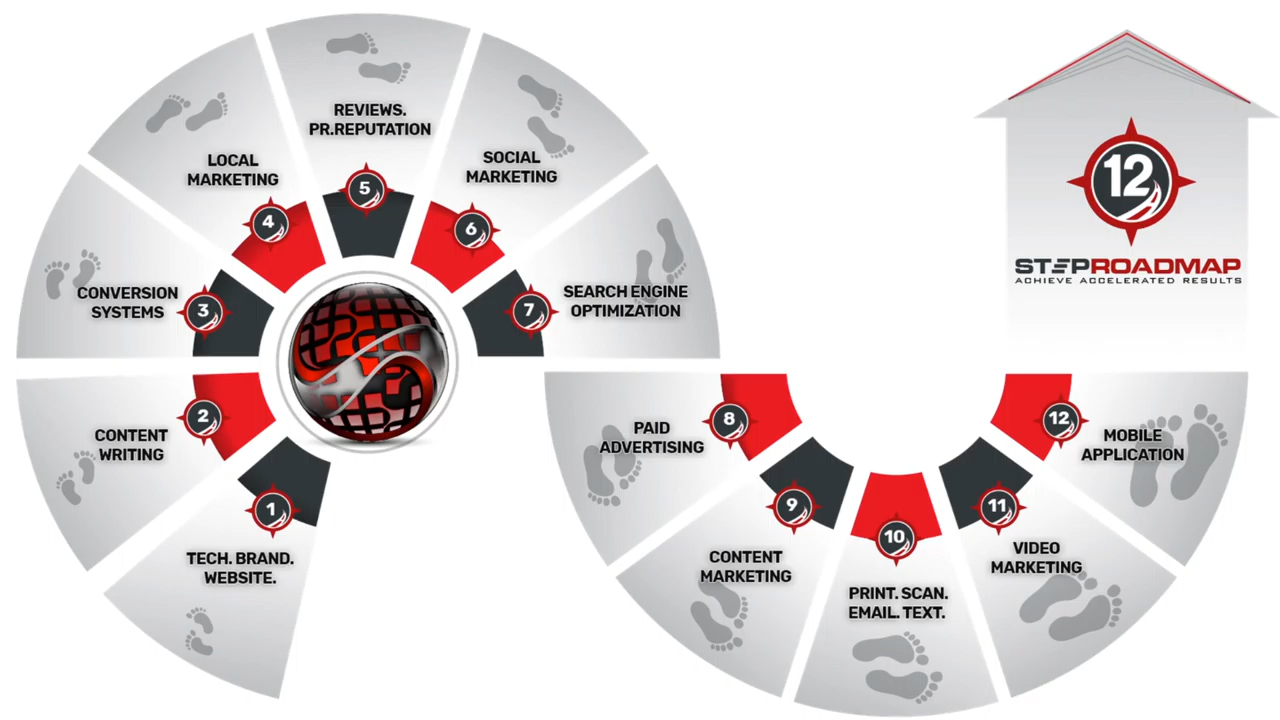 1
TECH. BRAND.
WEBSITE.
2
CONTENT
WRITING
3
CONVERSION
SYSTEMS
4
LOCAL
MARKETING
5
REVIEWS.
PR.REPUTATION
6
SOCIAL
MARKETING
7
SEARCH ENGINE
OPTIMIZATION
8
PAID
ADVERTISING
9
CONTENT
MARKETING
10
PRINT. SCAN.
EMAIL. TEXT.
11
VIDEO
MARKETING
12
MOBILE
APPLICATION
12
STEPROADMAP
ACHIEVE ACCELERATED RESULTS